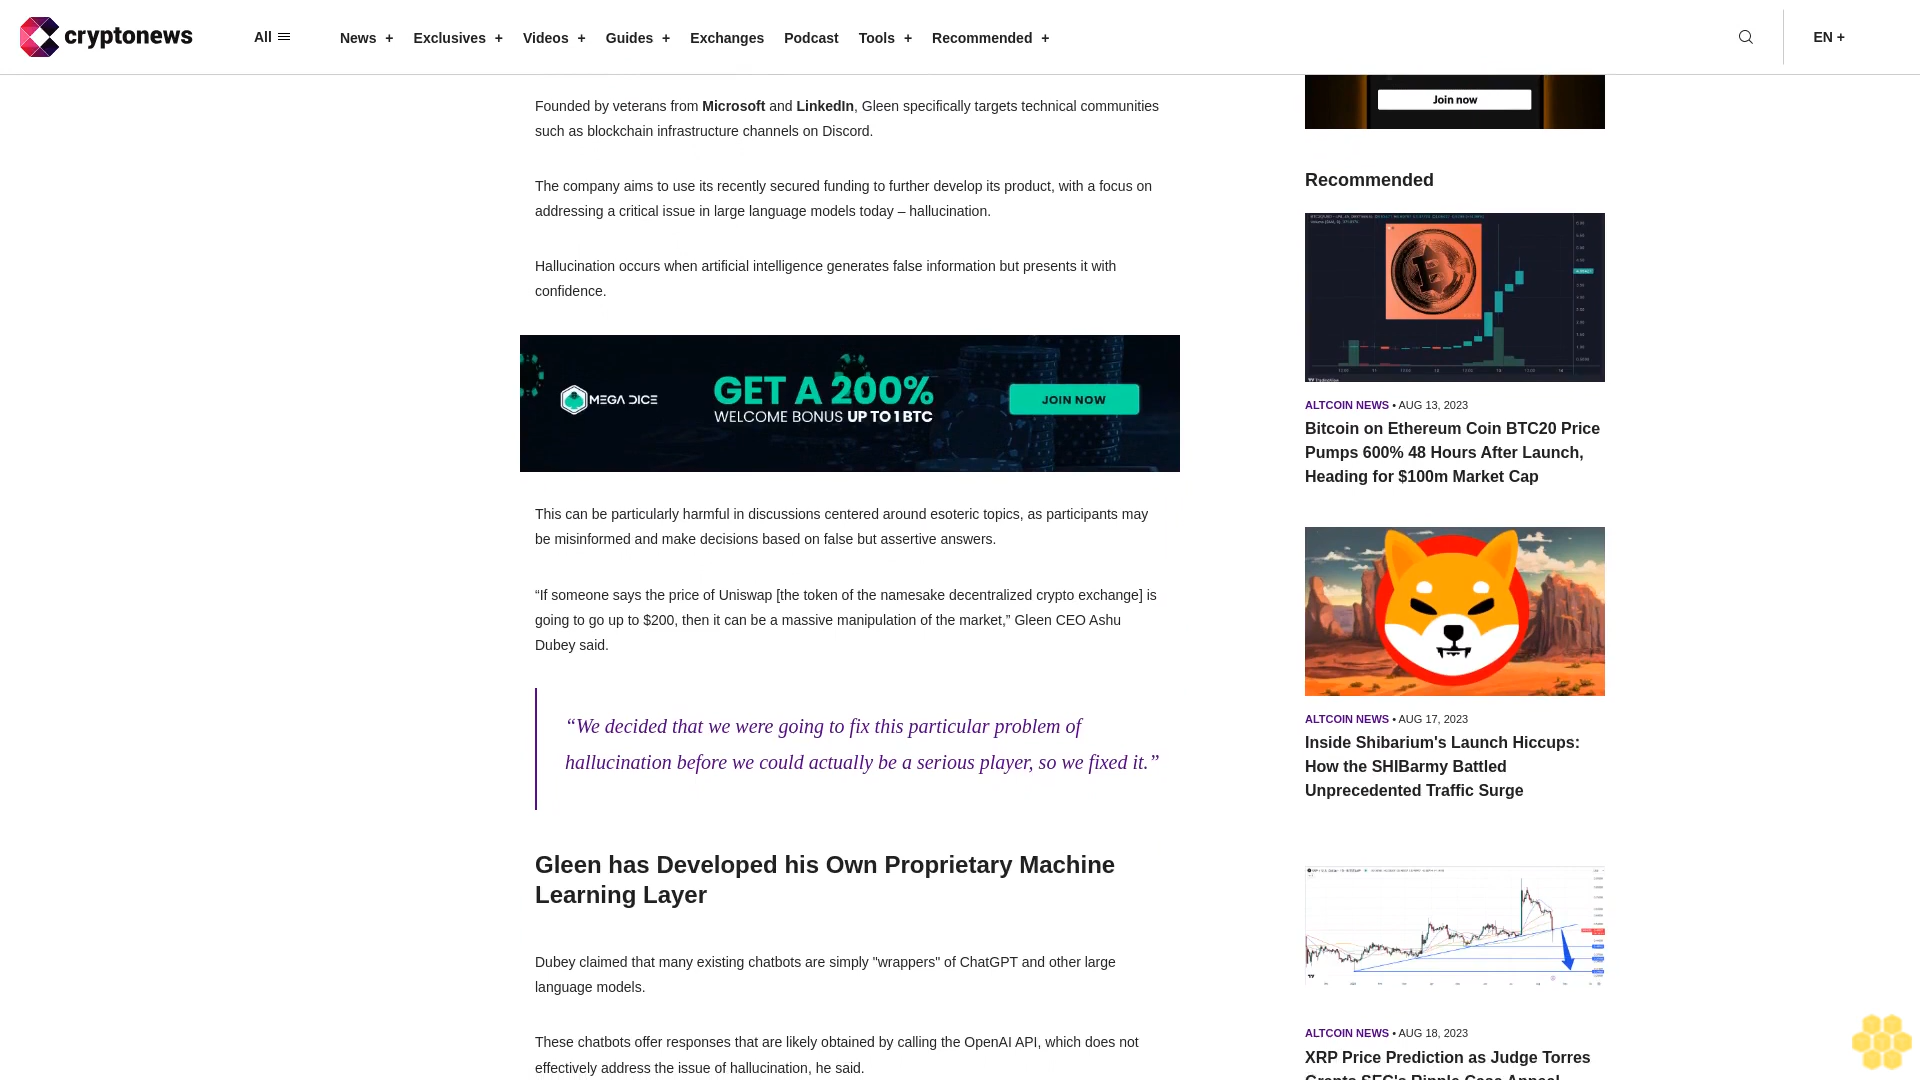 cryptonews
All
News + Exclusives + Videos + Guides + Exchanges Podcast Tools + Recommended +
EN +
Founded by veterans from Microsoft and LinkedIn, Gleen specifically targets technical communities
such as blockchain infrastructure channels on Discord.
The company aims to use its recently secured funding to further develop its product, with a focus on
addressing a critical issue in large language models today – hallucination.
Hallucination occurs when artificial intelligence generates false information but presents it with
confidence.
MEGA DICE
GET A 200%
WELCOME BONUS UP TO 1 BTC
JOIN NOW
This can be particularly harmful in discussions centered around esoteric topics, as participants may
be misinformed and make decisions based on false but assertive answers.
“If someone says the price of Uniswap [the token of the namesake decentralized crypto exchange] is
going to go up to $200, then it can be a massive manipulation of the market,” Gleen CEO Ashu
Dubey said.
“We decided that we were going to fix this particular problem of
hallucination before we could actually be a serious player, so we fixed it.”
Gleen has Developed his Own Proprietary Machine
Learning Layer
Dubey claimed that many existing chatbots are simply "wrappers" of ChatGPT and other large
language models.
These chatbots offer responses that are likely obtained by calling the OpenAI API, which does not
effectively address the issue of hallucination, he said.
Join now
Recommended
ALTCOIN NEWS • AUG 13, 2023
Bitcoin on Ethereum Coin BTC20 Price
Pumps 600% 48 Hours After Launch,
Heading for $100m Market Cap
ALTCOIN NEWS • AUG 17, 2023
Inside Shibarium's Launch Hiccups:
How the SHIBarmy Battled
Unprecedented Traffic Surge
ALTCOIN NEWS • AUG 18, 2023
XRP Price Prediction as Judge Torres
Grants SEC's Ripple Case Appeal